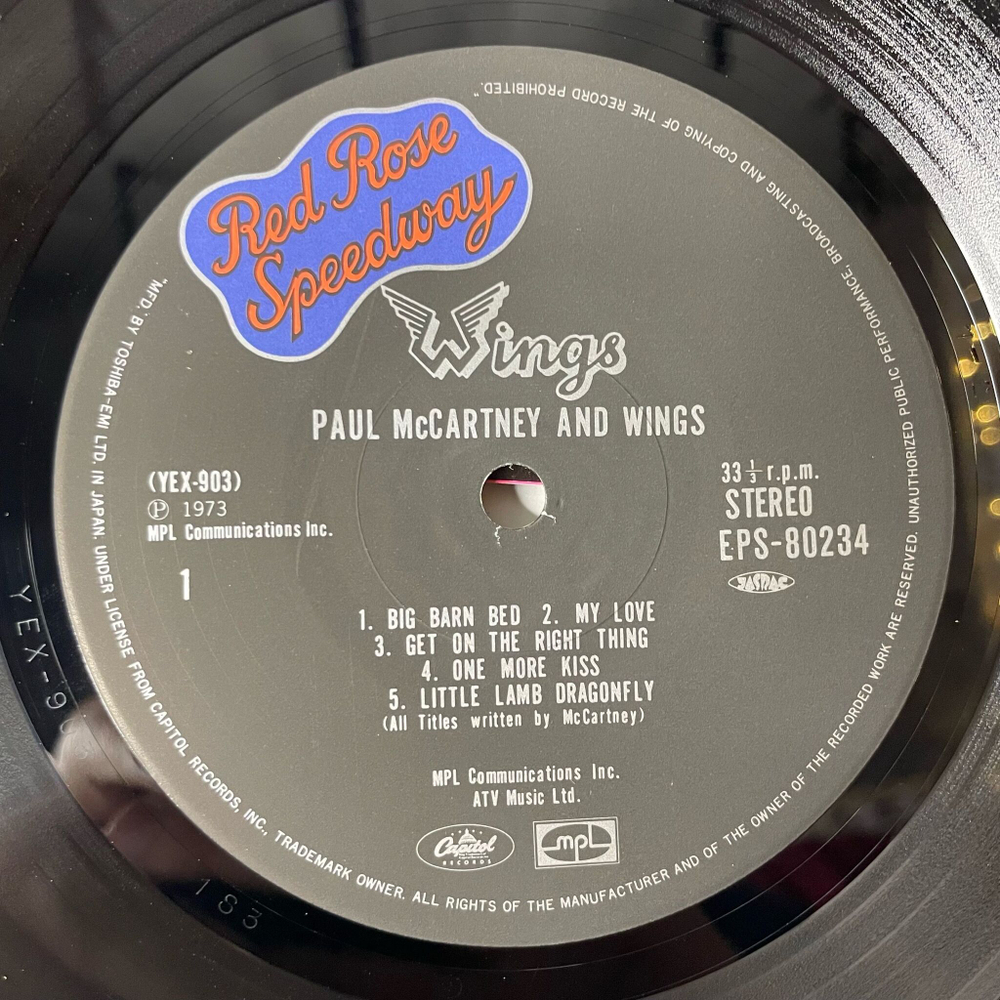 Red Rose
Speedway
Wings
PAUL McCARTNEY AND WINGS
(YEX-903)
Ⓟ 1973
MPL Communications Inc.
1
33 1/3 r.p.m.
STEREO
EPS-80234
JASRAC
1. BIG BARN BED 2. MY LOVE
3. GET ON THE RIGHT THING
4. ONE MORE KISS
5. LITTLE LAMB DRAGONFLY
(All Titles written by McCartney)
MPL Communications Inc.
ATV Music Ltd.
Capitol
RECORDS
MPL
"MFD. BY TOSHIBA-EMI LTD. IN JAPAN UNDER LICENSE FROM CAPITOL RECORDS, INC., TRADEMARK OWNER. ALL RIGHTS OF THE MANUFACTURER AND OF THE OWNER OF THE RECORDED WORK ARE RESERVED. UNAUTHORIZED PUBLIC PERFORMANCE, BROADCASTING AND COPYING OF THE RECORD PROHIBITED."
YEX-90
183